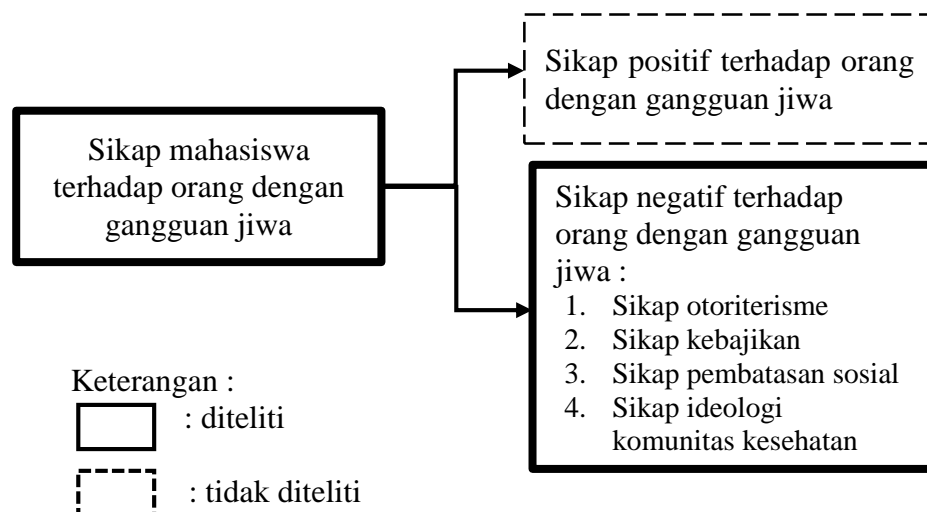 Sikap mahasiswa
terhadap orang dengan
gangguan jiwa
Sikap positif terhadap orang
dengan gangguan jiwa
Sikap negatif terhadap
orang dengan gangguan
jiwa :
1. Sikap otoriterisme
2. Sikap kebajikan
3. Sikap pembatasan sosial
4. Sikap ideologi
komunitas kesehatan
Keterangan :
: diteliti
: tidak diteliti